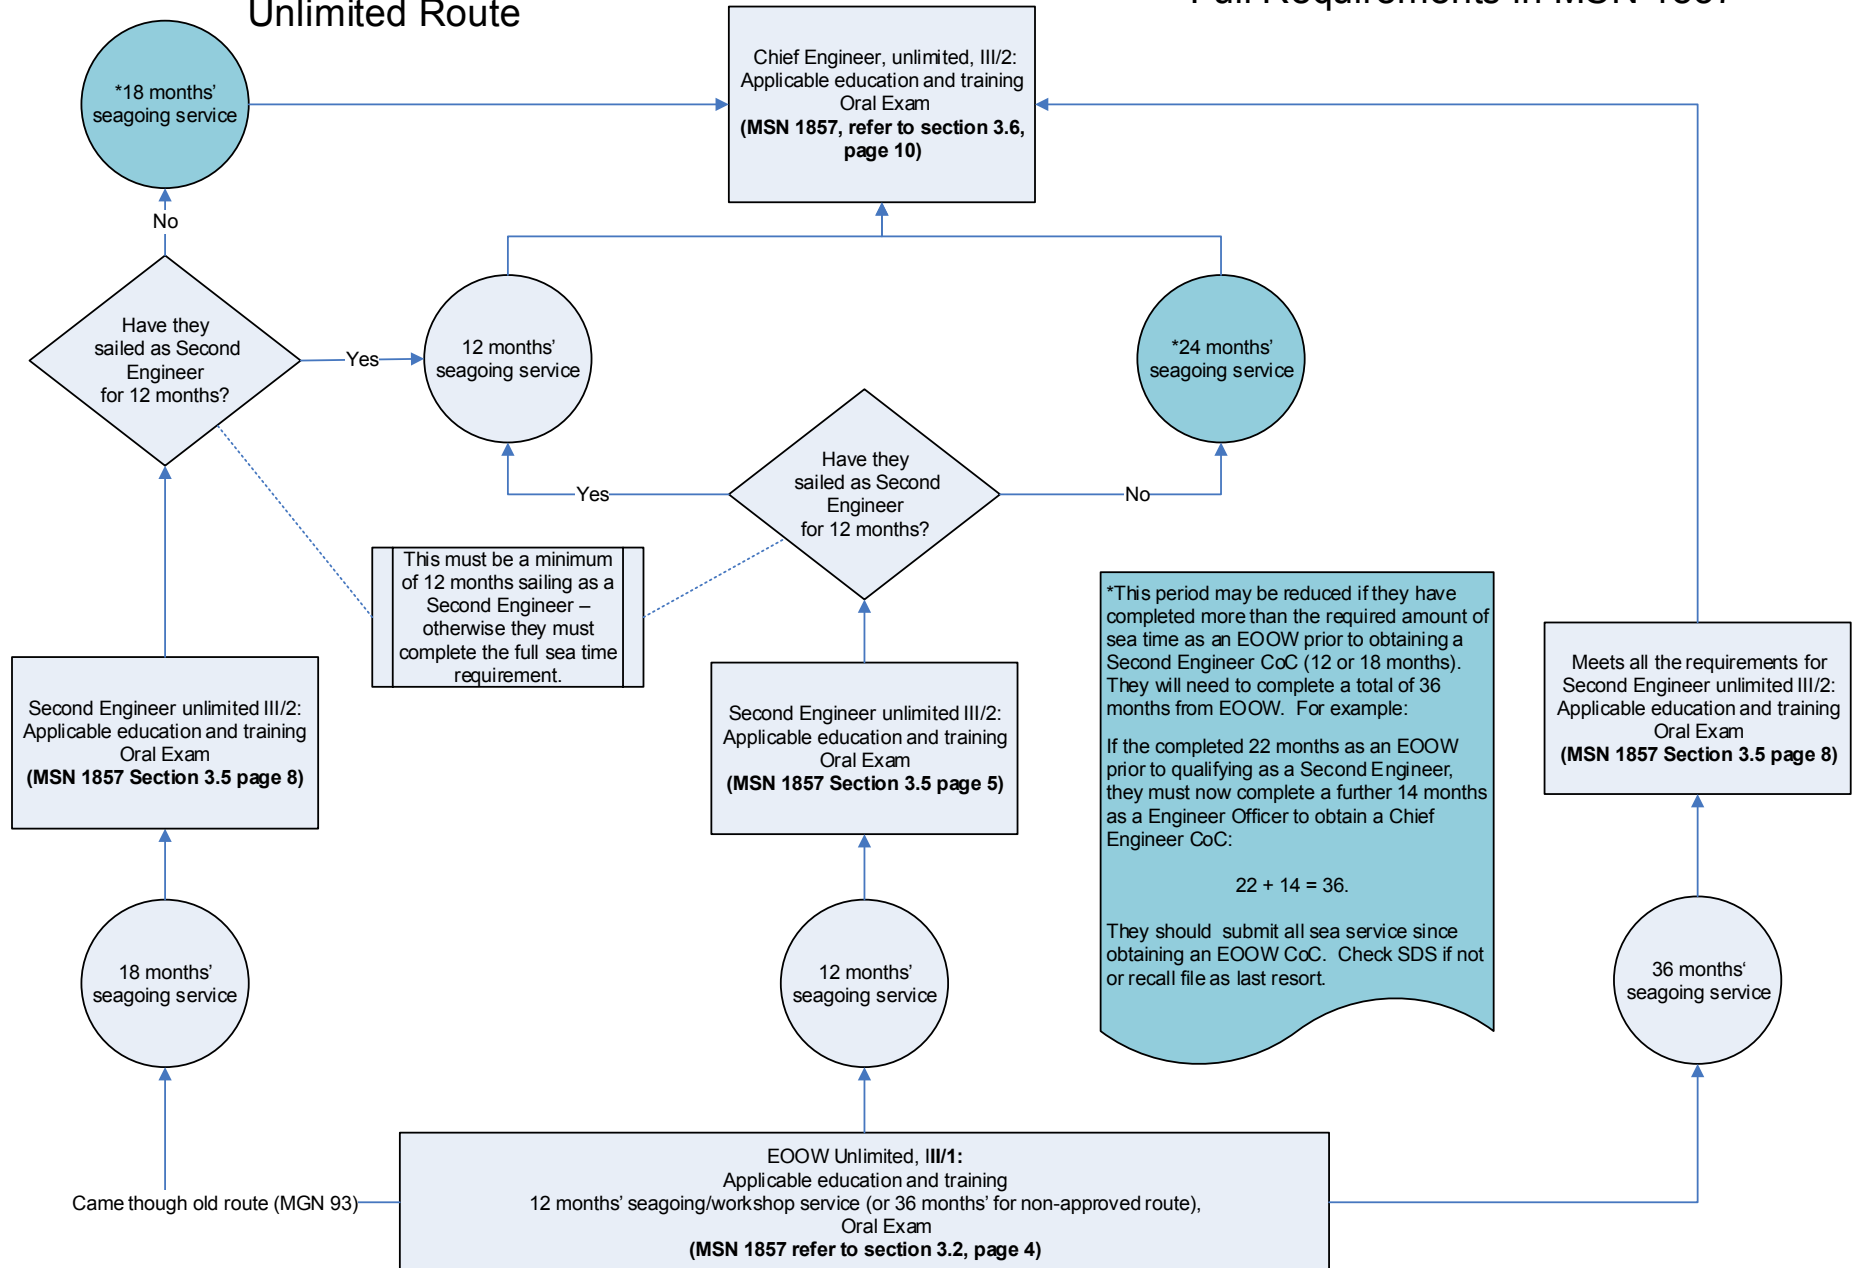 Unlimited Route
Full Requirements in MSN 1857
*18 months’
seagoing service
Chief Engineer, unlimited, III/2:
Applicable education and training
Oral Exam
(MSN 1857, refer to section 3.6,
page 10)
No
Have they
sailed as Second
Engineer
for 12 months?
Yes
12 months’
seagoing service
*24 months’
seagoing service
Have they
sailed as Second
Engineer
for 12 months?
Yes
No
This must be a minimum
of 12 months sailing as a
Second Engineer –
otherwise they must
complete the full sea time
requirement.
*This period may be reduced if they have
completed more than the required amount of
sea time as an EOOW prior to obtaining a
Second Engineer CoC (12 or 18 months).
They will need to complete a total of 36
months from EOOW.  For example:
If the completed 22 months as an EOOW
prior to qualifying as a Second Engineer,
they must now complete a further 14 months
as a Engineer Officer to obtain a Chief
Engineer CoC:
22 + 14 = 36.
They should  submit all sea service since
obtaining an EOOW CoC.  Check SDS if not
or recall file as last resort.
Second Engineer unlimited III/2:
Applicable education and training
Oral Exam
(MSN 1857 Section 3.5 page 8)
Second Engineer unlimited III/2:
Applicable education and training
Oral Exam
(MSN 1857 Section 3.5 page 5)
Meets all the requirements for
Second Engineer unlimited III/2:
Applicable education and training
Oral Exam
(MSN 1857 Section 3.5 page 8)
18 months’
seagoing service
12 months’
seagoing service
36 months‘
seagoing service
Came though old route (MGN 93)
EOOW Unlimited, III/1:
Applicable education and training
12 months’ seagoing/workshop service (or 36 months’ for non-approved route),
Oral Exam
(MSN 1857 refer to section 3.2, page 4)